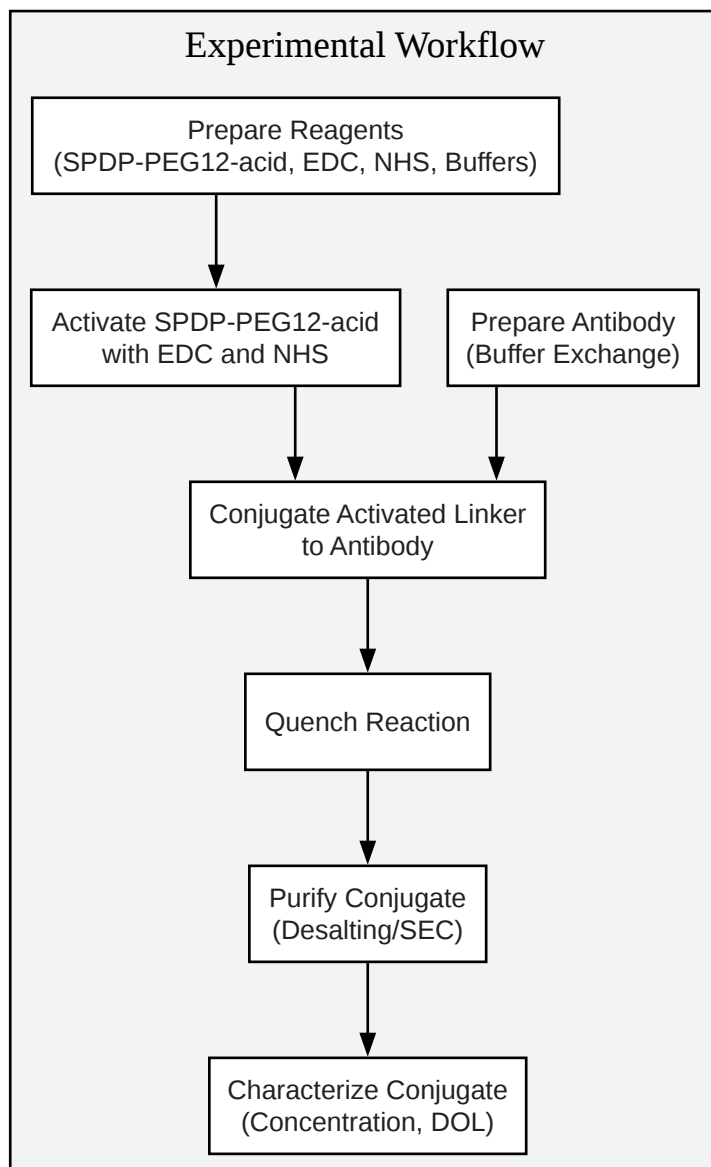 Experimental Workflow
Prepare Reagents
(SPDP-PEG12-acid, EDC, NHS, Buffers)
Activate SPDP-PEG12-acid
with EDC and NHS
Prepare Antibody
(Buffer Exchange)
Conjugate Activated Linker
to Antibody
Quench Reaction
Purify Conjugate
(Desalting/SEC)
Characterize Conjugate
(Concentration, DOL)